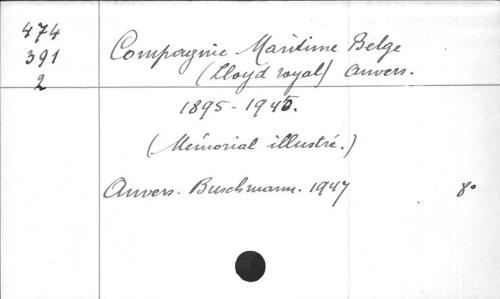 474
391
2
Compagnie Maritime Belge
(Lloyd royal) Anvers.
1895-1945.
(Mémorial illustré.)
Anvers. Buschmann. 1947 8°